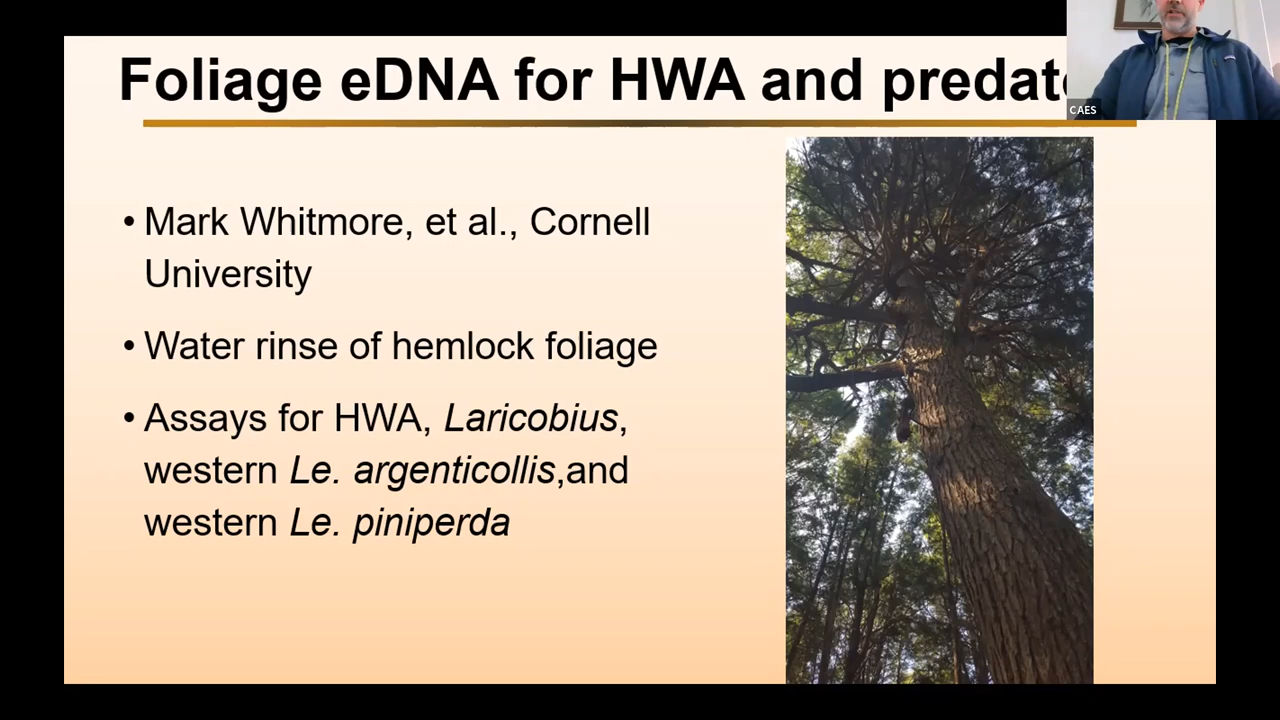 Foliage eDNA for HWA and
CAES
• Mark Whitmore, et al., Cornell
University
• Water rinse of hemlock foliage
• Assays for HWA, Laricobius,
western Le. argenticollis,and
western Le. piniperda